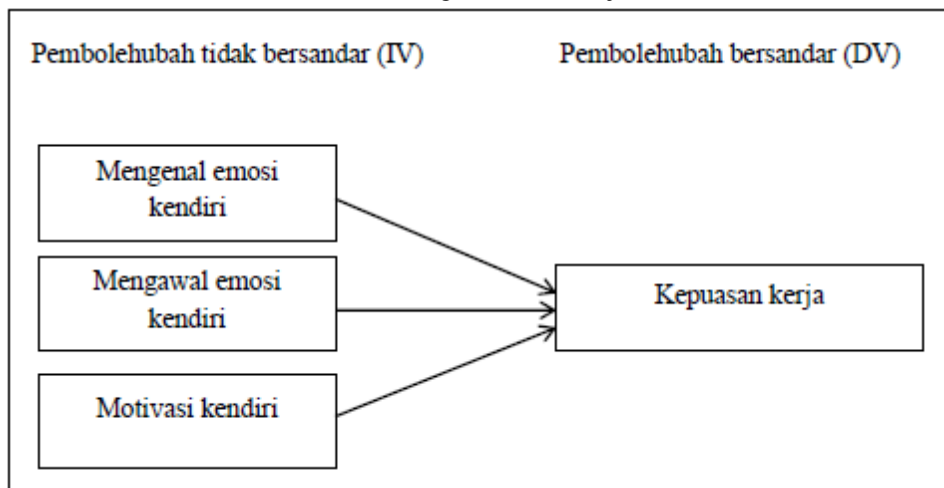 Pembolehubah tidak bersandar (IV)
Pembolehubah bersandar (DV)
Mengenal emosi
kendiri
Mengawal emosi
kendiri
Motivasi kendiri
Kepuasan kerja